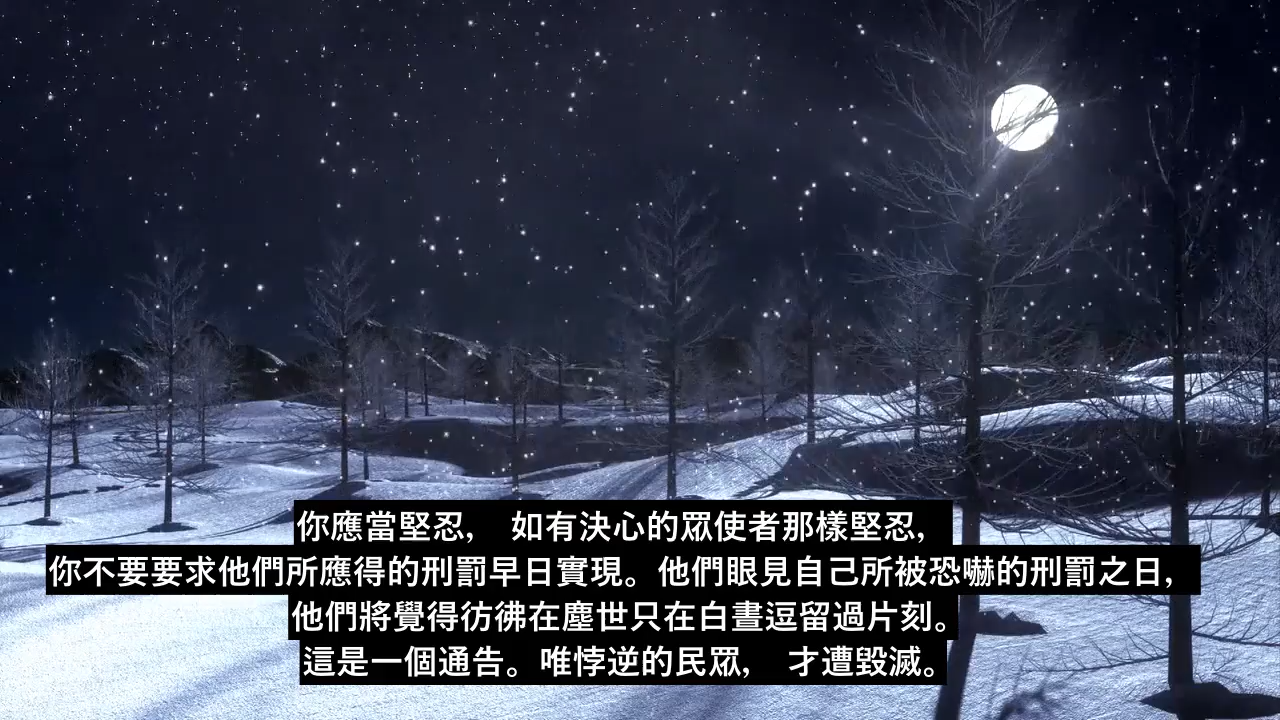 你應當堅忍， 如有決心的眾使者那樣堅忍，
你不要要求他們所應得的刑罰早日實現。他們眼見自己所被恐嚇的刑罰之日，
他們將覺得彷彿在塵世只在白晝逗留過片刻。
這是一個通告。唯悖逆的民眾， 才遭毀滅。